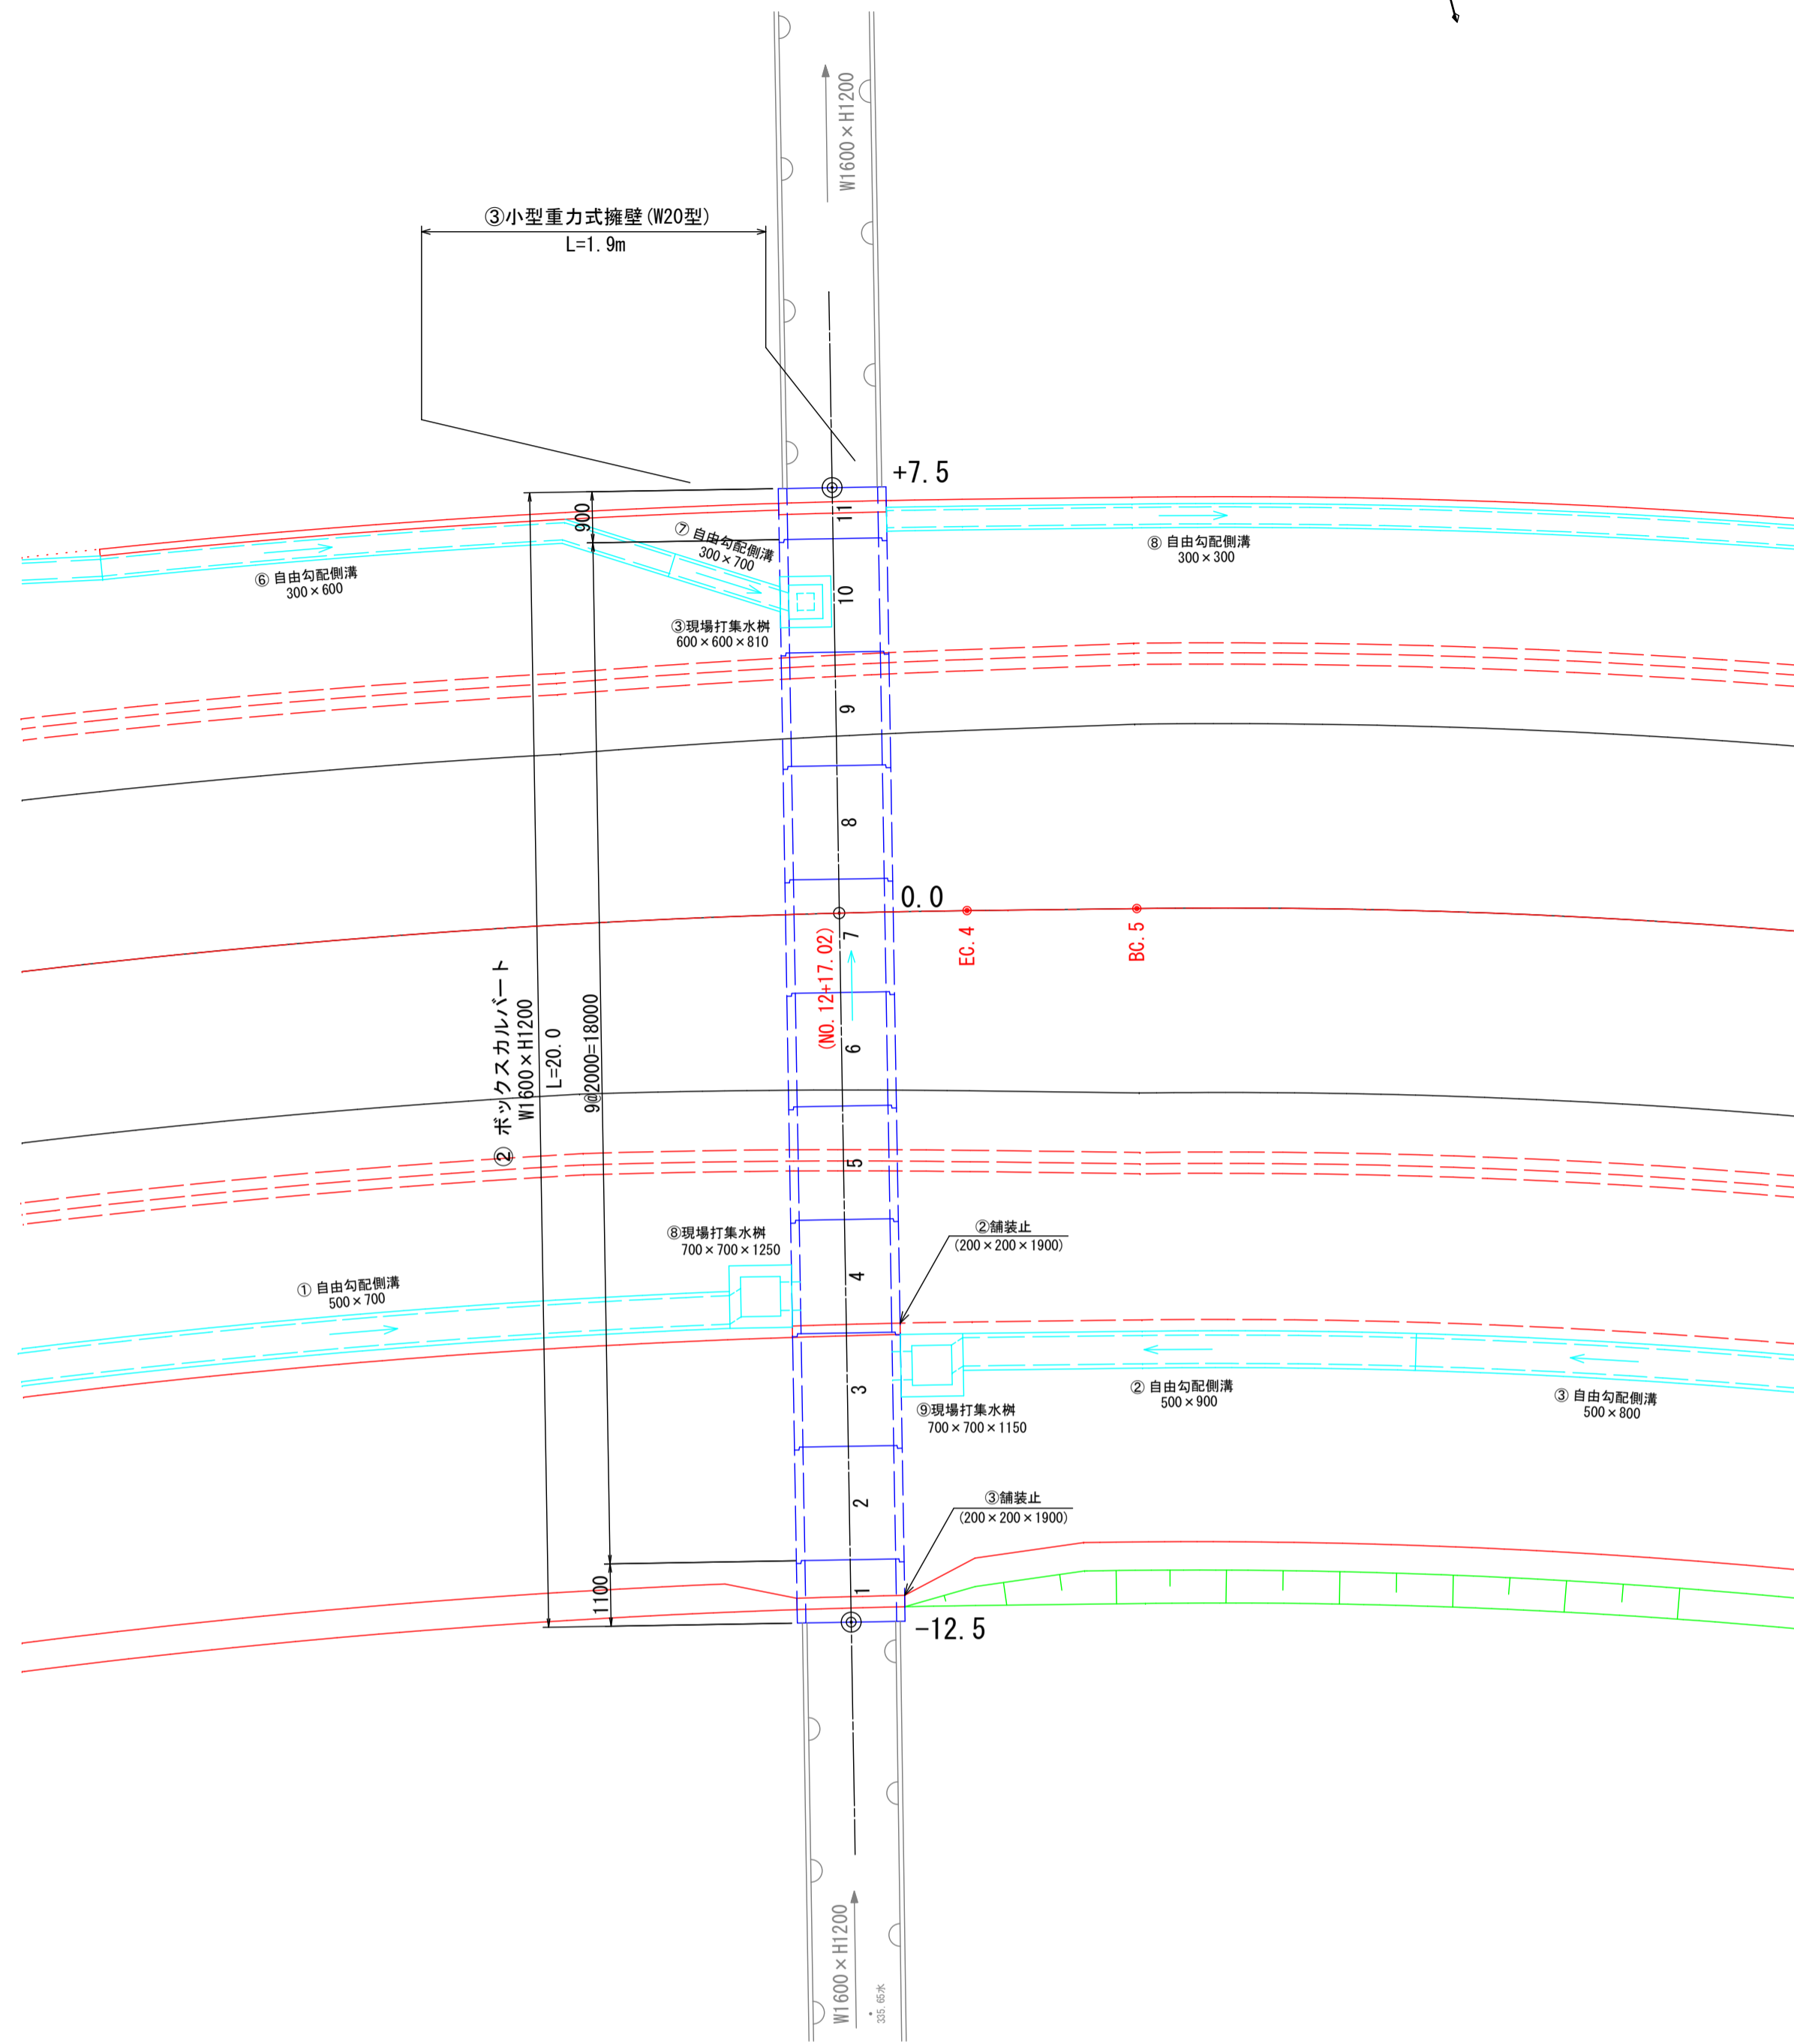 W1600×H1200
③小型重力式擁壁(W20型)
L=1.9m
+7.5
900
11
⑦ 自由勾配側溝
300×700
⑧ 自由勾配側溝
300×300
⑥ 自由勾配側溝
300×600
10
③現場打集水桝
600×600×810
9
8
0.0
7
(NO.12+17.02)
EC.4
BC.5
② ボックスカルバート
W1600×H1200
L=20.0
9@2000=18000
6
5
⑧現場打集水桝
700×700×1250
②舗装止
(200×200×1900)
4
① 自由勾配側溝
500×700
3
② 自由勾配側溝
500×900
③ 自由勾配側溝
500×800
⑨現場打集水桝
700×700×1150
2
③舗装止
(200×200×1900)
1100
1
-12.5
W1600×H1200
335.65水